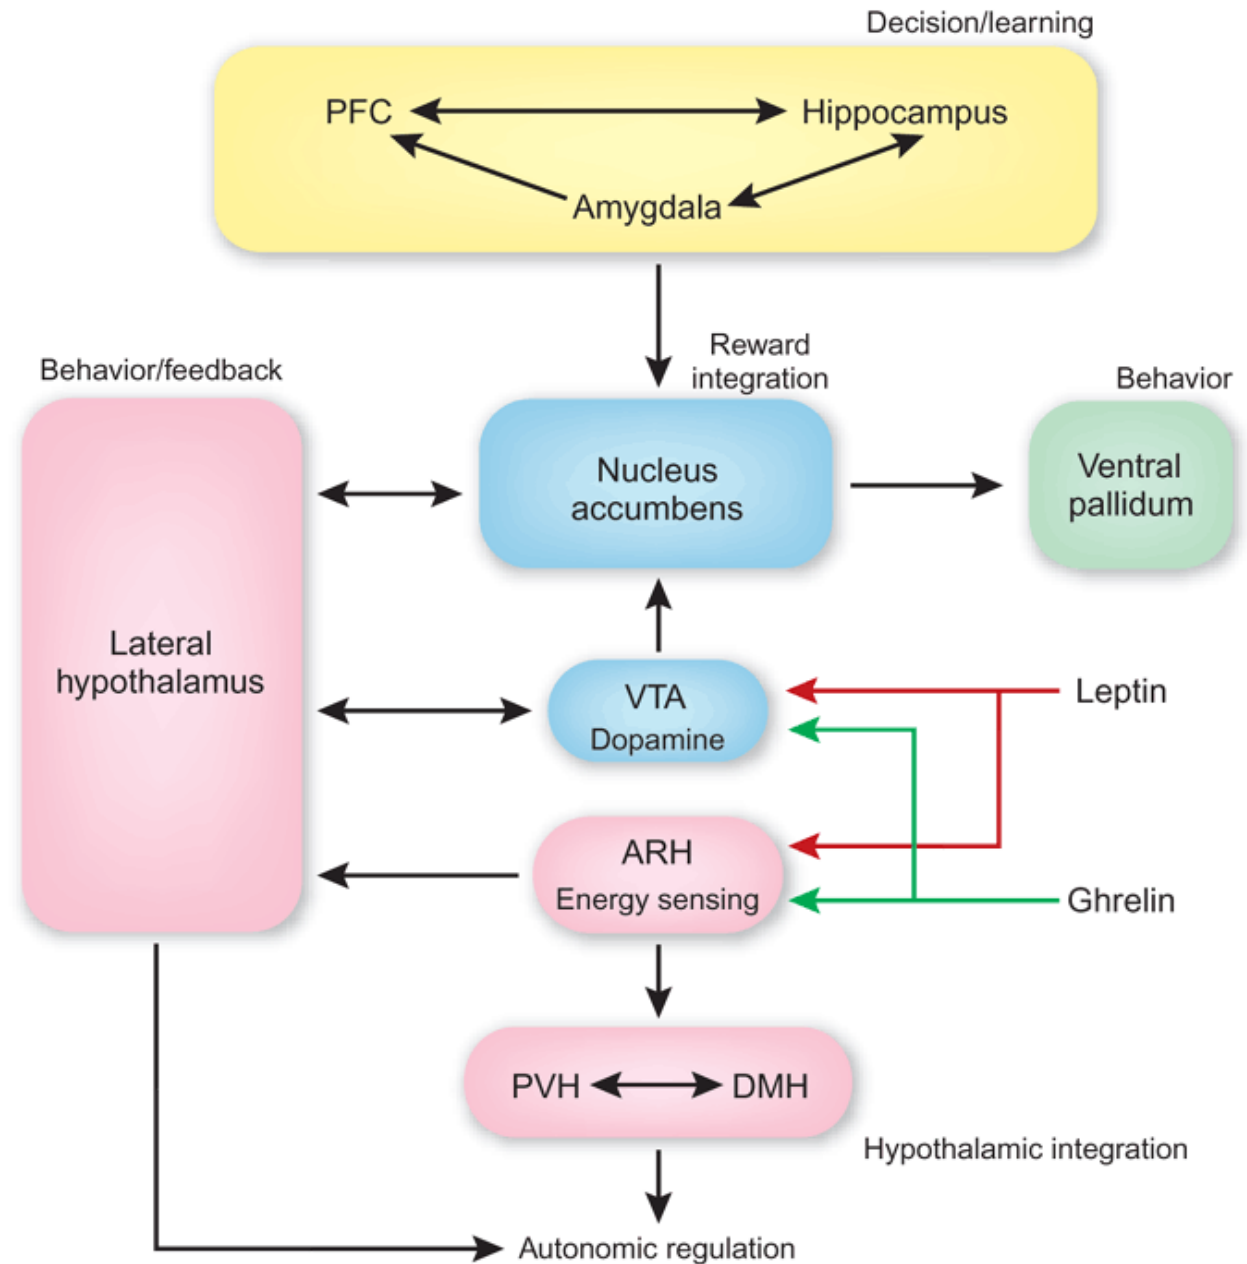 Decision/learning
PFC
Hippocampus
Amygdala
Reward
integration
Behavior/feedback
Behavior
Nucleus
accumbens
Ventral
pallidum
Lateral
hypothalamus
VTA
Dopamine
Leptin
ARH
Energy sensing
Ghrelin
PVH
DMH
Hypothalamic integration
Autonomic regulation